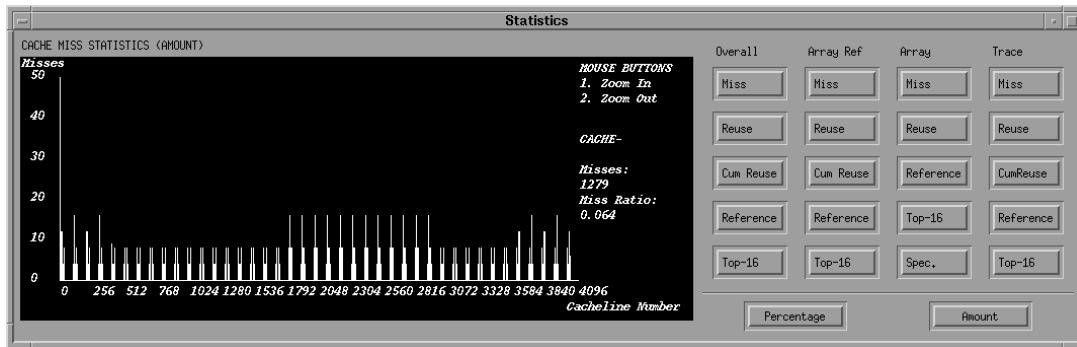 Statistics
CACHE MISS STATISTICS (AMOUNT)
Misses
50
40
30
20
10
0
0 256 512 768 1024 1280 1536 1792 2048 2304 2560 2816 3072 3328 3584 3840 4096
Cacheline Number
MOUSE BUTTONS
1. Zoom In
2. Zoom Out
CACHE-
Misses:
1279
Miss Ratio:
0.064
Overall Array Ref Array Trace
Miss Miss Miss Miss
Reuse Reuse Reuse Reuse
Cum Reuse Cum Reuse Reference CumReuse
Reference Reference Top-16 Reference
Top-16 Top-16 Spec. Top-16
Percentage Amount